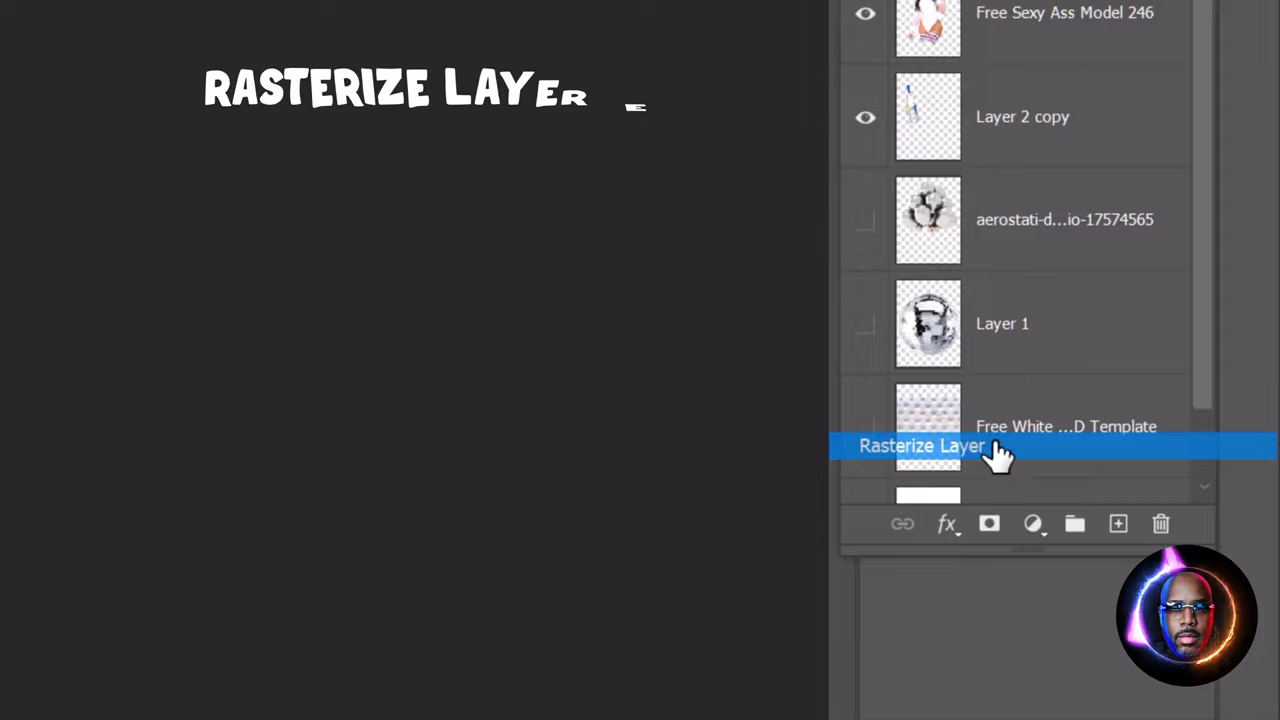 Free Sexy Ass Model 246
RASTERIZE LAYER E
Layer 2 copy
aerostati-d...io-17574565
Layer 1
Free White ...D Template
Rasterize Layer
fx